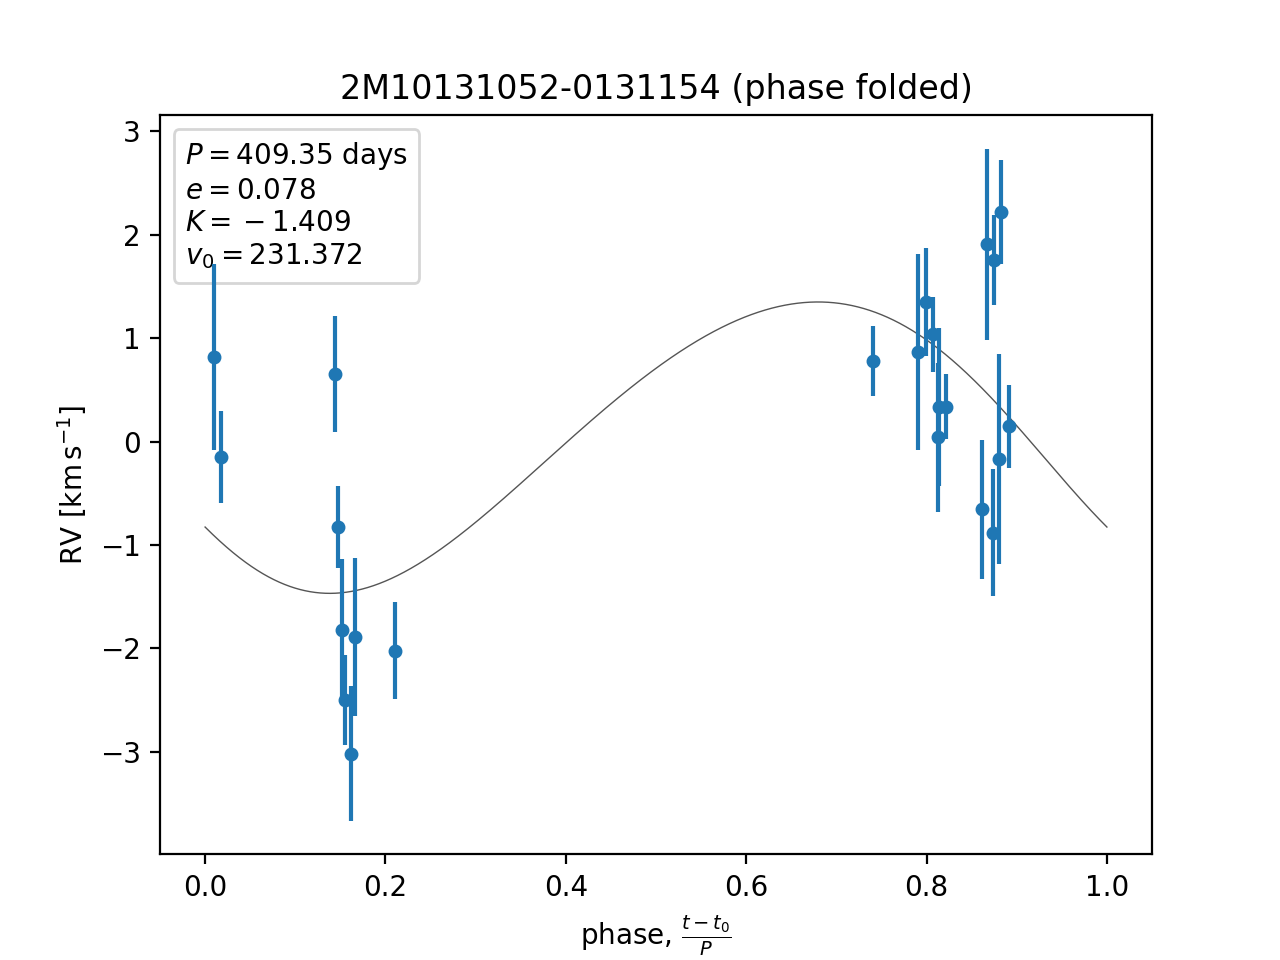 2M10131052-0131154 (phase folded)
P = 409.35 days
e = 0.078
K = −1.409
v₀ = 231.372
RV [km s⁻¹]
3
2
1
0
−1
−2
−3
0.0 0.2 0.4 0.6 0.8 1.0
phase, (t − t₀)/P